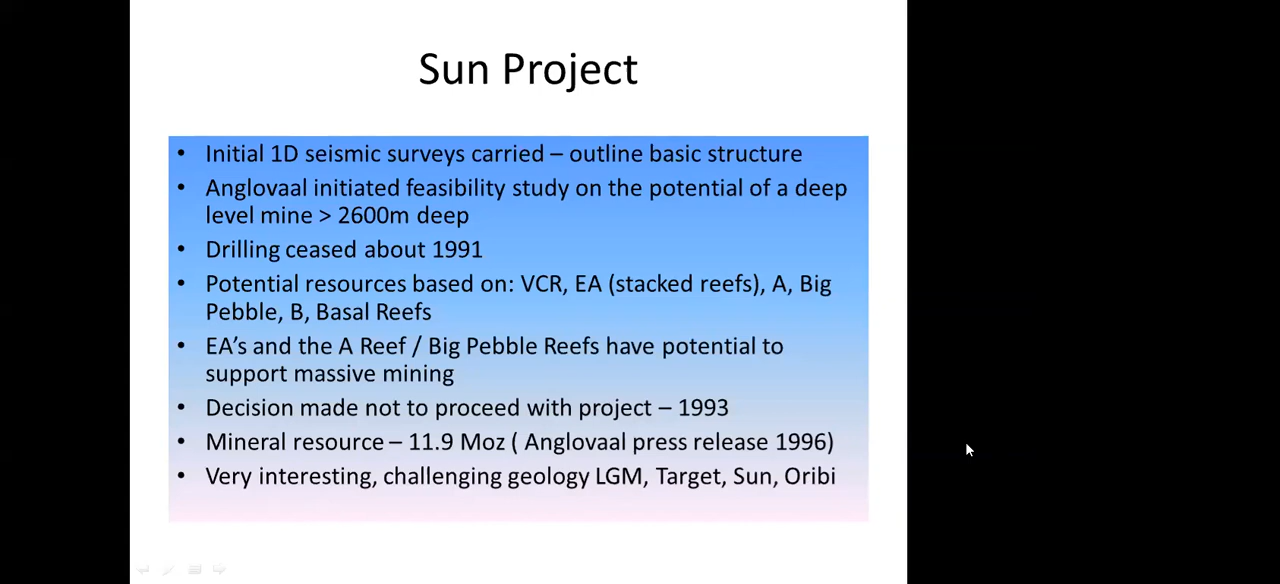 Sun Project
• Initial 1D seismic surveys carried – outline basic structure
• Anglovaal initiated feasibility study on the potential of a deep
level mine > 2600m deep
• Drilling ceased about 1991
• Potential resources based on: VCR, EA (stacked reefs), A, Big
Pebble, B, Basal Reefs
• EA’s and the A Reef / Big Pebble Reefs have potential to
support massive mining
• Decision made not to proceed with project – 1993
• Mineral resource – 11.9 Moz ( Anglovaal press release 1996)
• Very interesting, challenging geology LGM, Target, Sun, Oribi